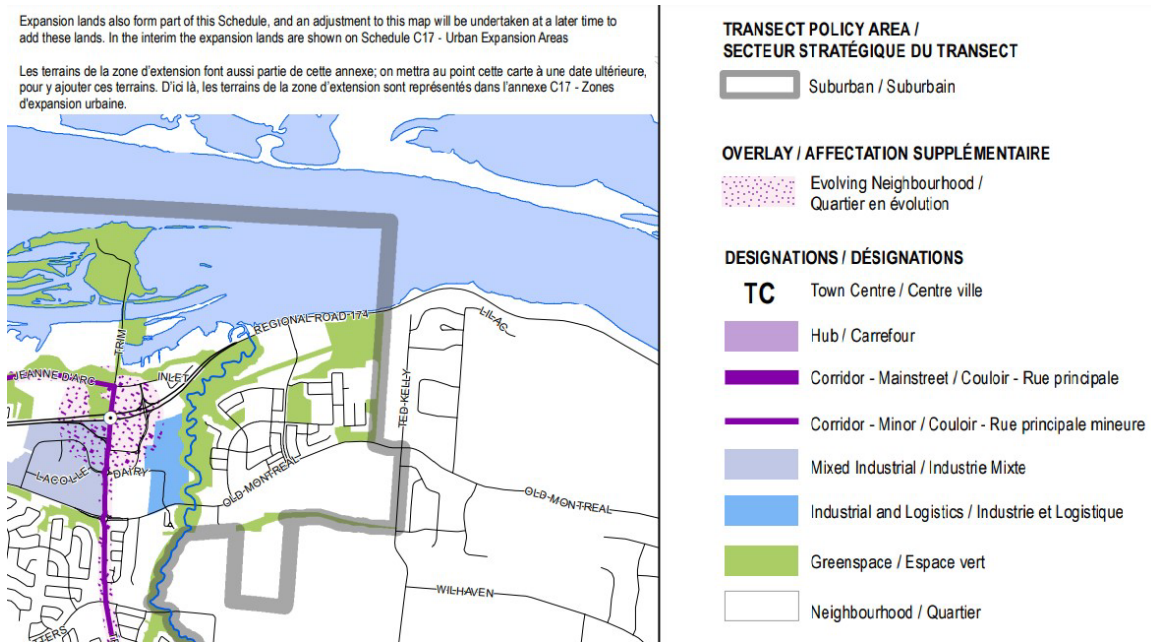 Expansion lands also form part of this Schedule, and an adjustment to this map will be undertaken at a later time to
add these lands. In the interim the expansion lands are shown on Schedule C17 - Urban Expansion Areas
Les terrains de la zone d'extension font aussi partie de cette annexe; on mettra au point cette carte à une date ultérieure,
pour y ajouter ces terrains. D'ici là, les terrains de la zone d'extension sont représentés dans l'annexe C17 - Zones
d'expansion urbaine.
REGIONAL ROAD 174
LILAC
TRIM
JEANNE D'ARC
INLET
TED KELLY
LACOLLE
DAIRY
OLD MONTREAL
OLD MONTREAL
WILHAVEN
TRANSECT POLICY AREA /
SECTEUR STRATÉGIQUE DU TRANSECT
Suburban / Suburbain
OVERLAY / AFFECTATION SUPPLÉMENTAIRE
Evolving Neighbourhood /
Quartier en évolution
DESIGNATIONS / DÉSIGNATIONS
TC Town Centre / Centre ville
Hub / Carrefour
Corridor - Mainstreet / Couloir - Rue principale
Corridor - Minor / Couloir - Rue principale mineure
Mixed Industrial / Industrie Mixte
Industrial and Logistics / Industrie et Logistique
Greenspace / Espace vert
Neighbourhood / Quartier